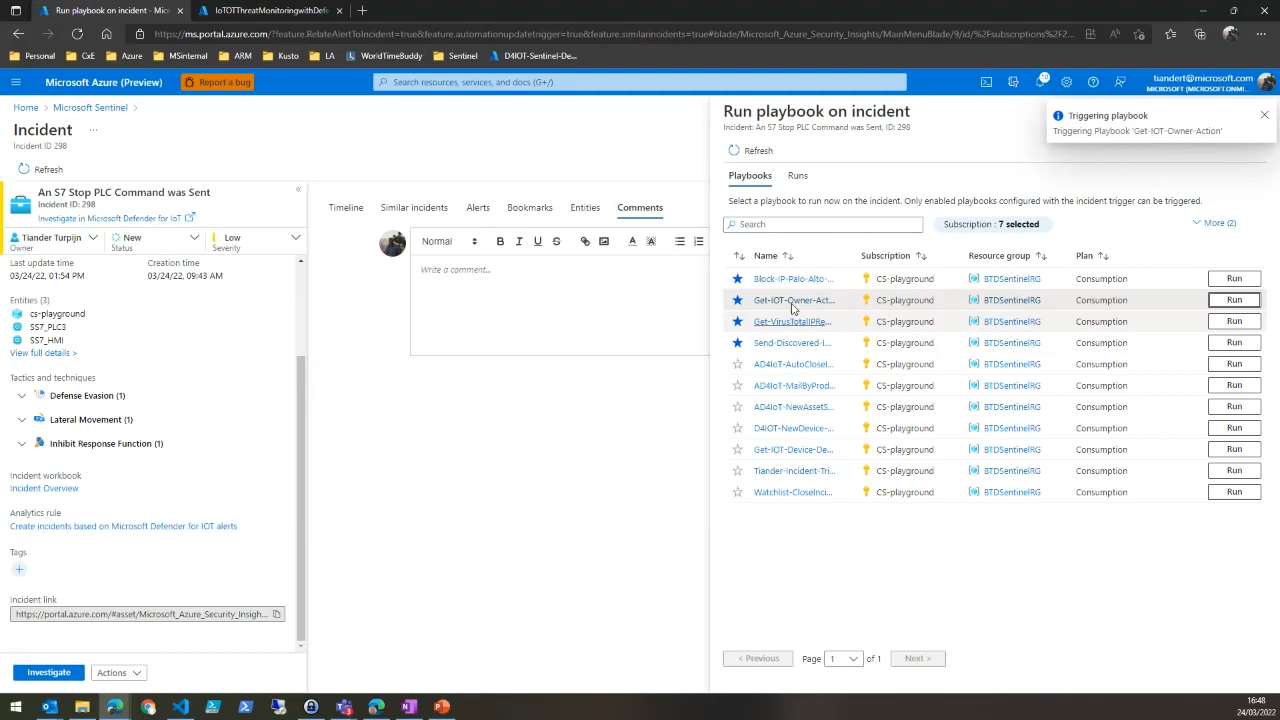 Run playbook on incident - Micr
IoTOTThreatMonitoringwithDefe
https://ms.portal.azure.com/?feature.RelateAlertToIncident=true&feature.automationupdatetrigger=true&feature.similarincidents=true#blade/Microsoft_Azure_Security_Insights/MainMenuBlade/9/id/%2Fsubscriptions%2...
Personal
CxE
Azure
MSinternal
ARM
Kusto
LA
WorldTimeBuddy
Sentinel
D4IOT-Sentinel-De...
Microsoft Azure (Preview)
Report a bug
Search resources, services, and docs (G+/)
tiandert@microsoft.com
MICROSOFT (MICROSOFT.ONMI...
Home > Microsoft Sentinel >
Incident ...
Incident ID 298
Refresh
An S7 Stop PLC Command was Sent
Incident ID: 298
Investigate in Microsoft Defender for IoT
Tiander Turpijn
Owner
New
Status
Low
Severity
Last update time
03/24/22, 01:54 PM
Creation time
03/24/22, 09:43 AM
Entities (3)
cs-playground
SS7_PLC3
SS7_HMI
View full details >
Tactics and techniques
Defense Evasion (1)
Lateral Movement (1)
Inhibit Response Function (1)
Incident workbook
Incident Overview
Analytics rule
Create incidents based on Microsoft Defender for IOT alerts
Tags
Incident link
https://portal.azure.com/#asset/Microsoft_Azure_Security_Insigh...
Investigate
Actions
Timeline
Similar incidents
Alerts
Bookmarks
Entities
Comments
Normal
B I U S
Write a comment...
Run playbook on incident
Incident: An S7 Stop PLC Command was Sent, ID: 298
Triggering playbook
Triggering Playbook 'Get-IOT-Owner-Action'
Refresh
Playbooks
Runs
Select a playbook to run now on the incident. Only enabled playbooks configured with the incident trigger can be triggered.
Search
Subscription : 7 selected
More (2)
Name Subscription Resource group Plan
Block-IP-Palo-Alto-... CS-playground BTDSentinelRG Consumption Run
Get-IOT-Owner-Act... CS-playground BTDSentinelRG Consumption Run
Get-VirusTotalIPRe... CS-playground BTDSentinelRG Consumption Run
Send-Discovered-I... CS-playground BTDSentinelRG Consumption Run
AD4IoT-AutoCloseI... CS-playground BTDSentinelRG Consumption Run
AD4IoT-MailByProd... CS-playground BTDSentinelRG Consumption Run
AD4IoT-NewAssetS... CS-playground BTDSentinelRG Consumption Run
D4IOT-NewDevice-... CS-playground BTDSentinelRG Consumption Run
Get-IOT-Device-De... CS-playground BTDSentinelRG Consumption Run
Tiander-Incident-Tri... CS-playground BTDSentinelRG Consumption Run
Watchlist-CloseInci... CS-playground BTDSentinelRG Consumption Run
< Previous
Page 1 of 1
Next >
16:48
24/03/2022